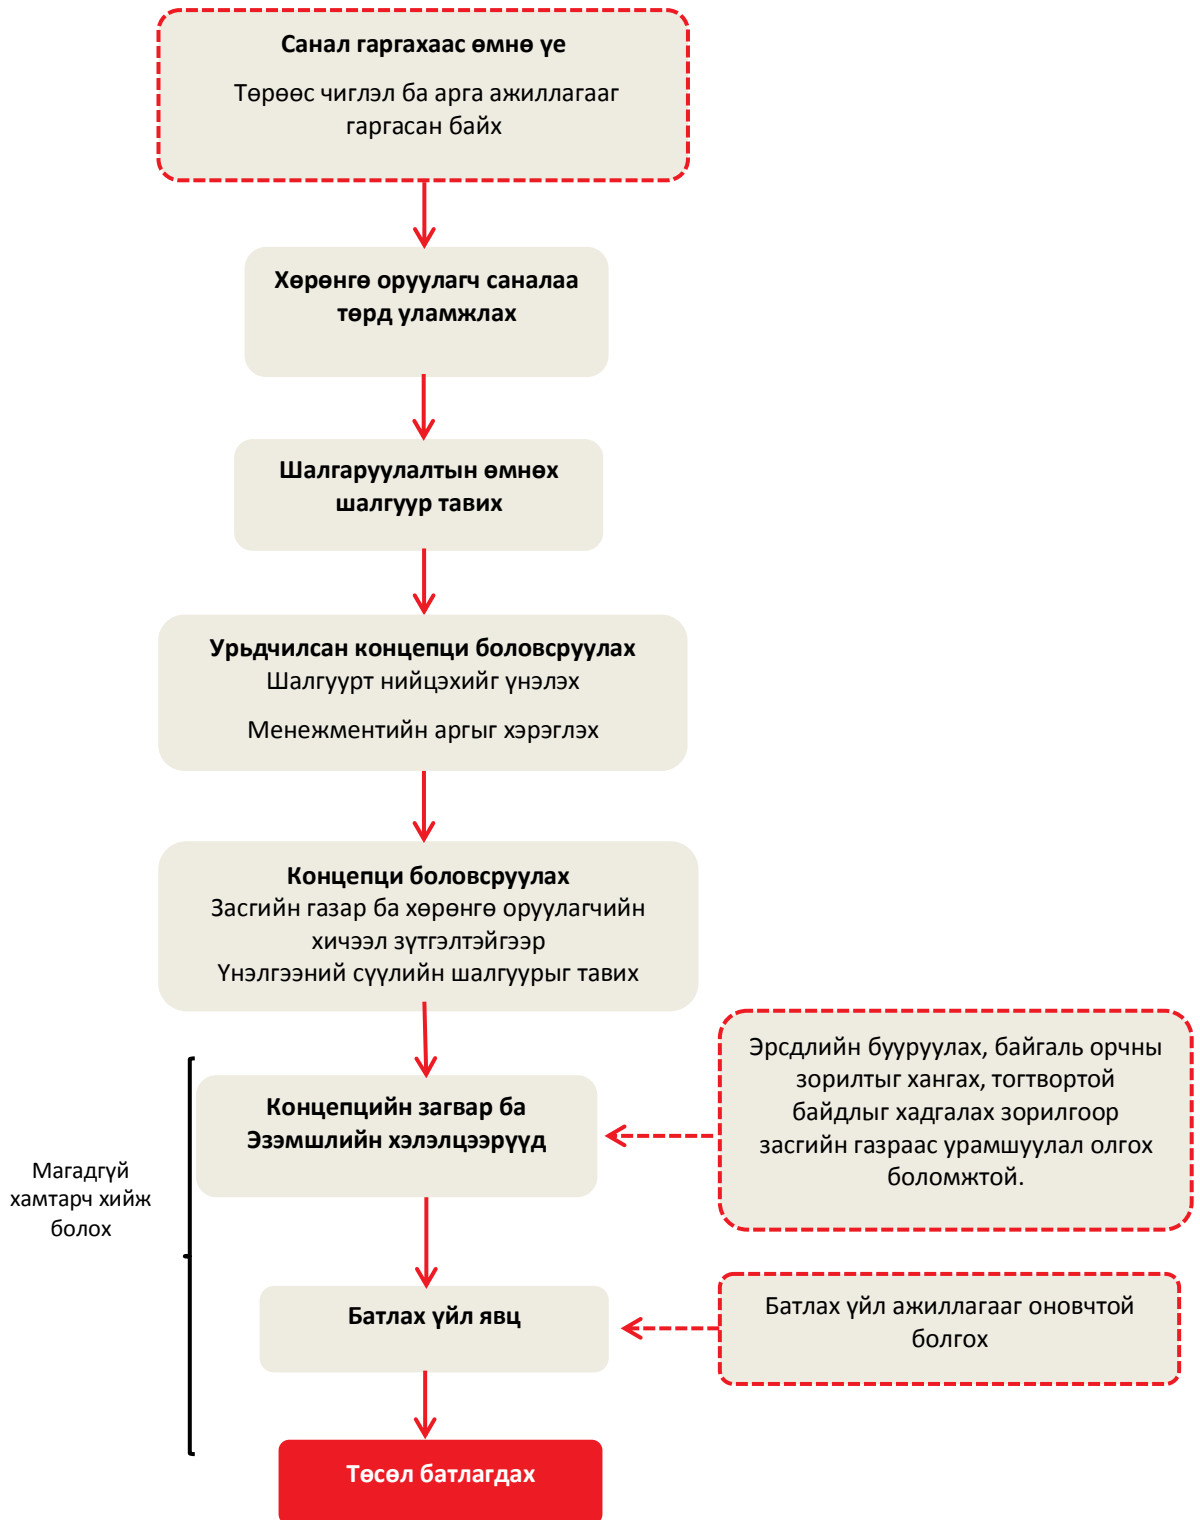 Санал гаргахаас өмнө үе
Төрөөс чиглэл ба арга ажиллагааг
гаргасан байх
Хөрөнгө оруулагч саналаа
төрд уламжлах
Шалгаруулалтын өмнөх
шалгуур тавих
Урьдчилсан концепци боловсруулах
Шалгуурт нийцэхийг үнэлэх
Менежментийн аргыг хэрэглэх
Концепци боловсруулах
Засгийн газар ба хөрөнгө оруулагчийн
хичээл зүтгэлтэйгээр
Үнэлгээний сүүлийн шалгуурыг тавих
Концепцийн загвар ба
Эзэмшлийн хэлэлцээрүүд
Эрсдлийн бууруулах, байгаль орчны
зорилтыг хангах, тогтвортой
байдлыг хадгалах зорилгоор
засгийн газраас урамшуулал олгох
боломжтой.
Магадгүй
хамтарч хийж
болох
Батлах үйл явц
Батлах үйл ажиллагааг оновчтой
болгох
Төсөл батлагдах